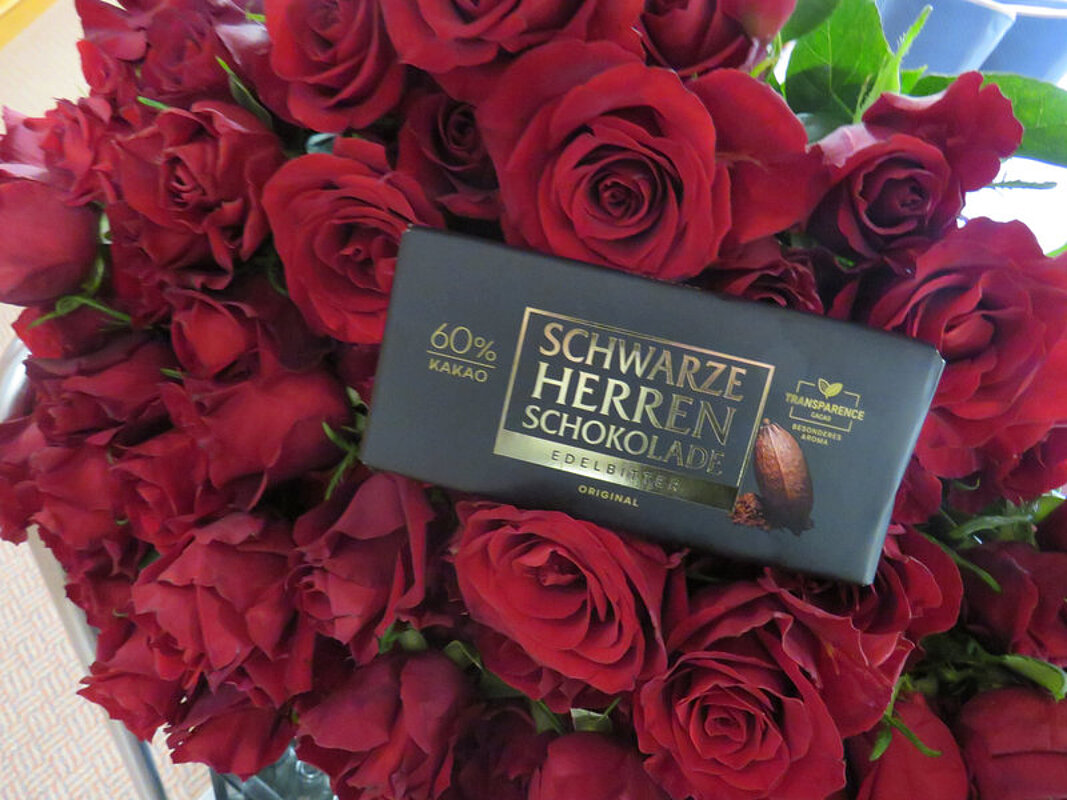 60%
KAKAO
SCHWARZE
HERREN
SCHOKOLADE
EDELBITTER
ORIGINAL
TRANSPARENCE
CACAO
BESONDERES
AROMA